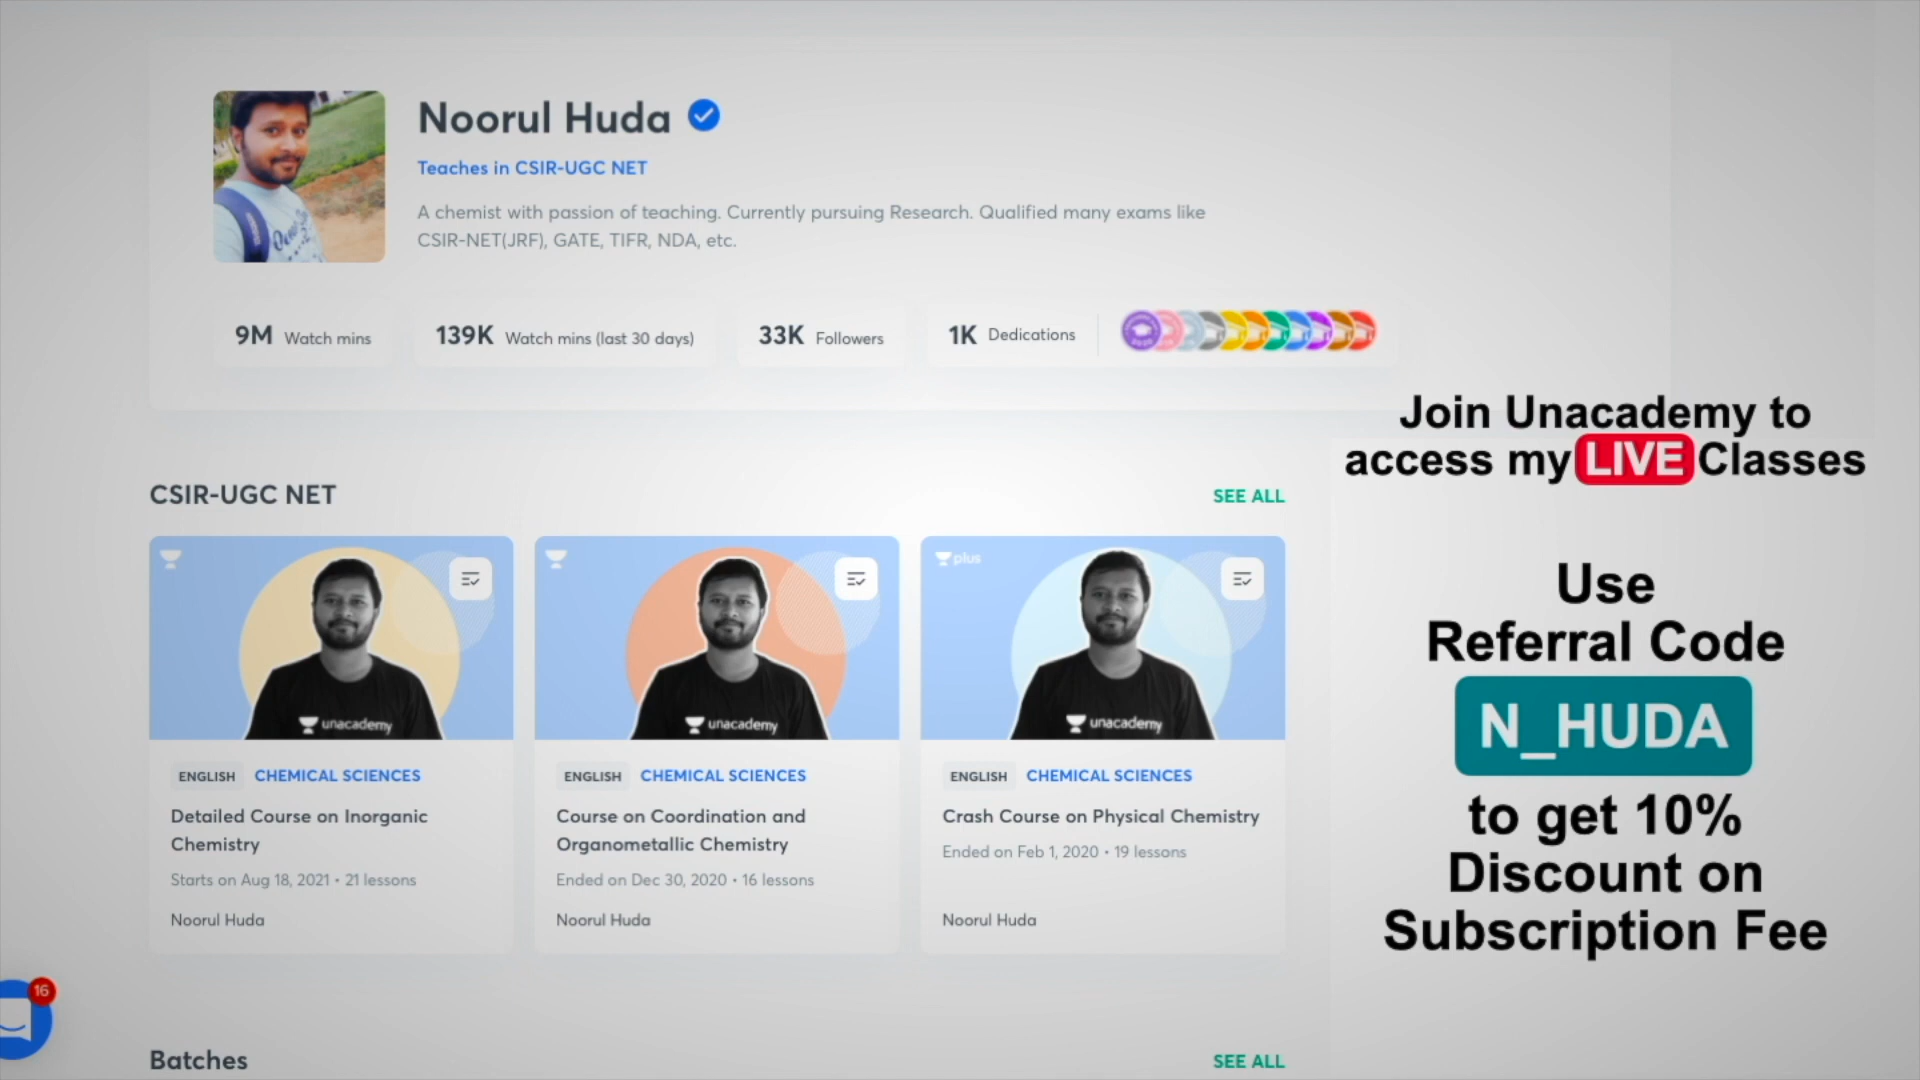 Noorul Huda
Teaches in CSIR-UGC NET
A chemist with passion of teaching. Currently pursuing Research. Qualified many exams like
CSIR-NET(JRF), GATE, TIFR, NDA, etc.
9M Watch mins
139K Watch mins (last 30 days)
33K Followers
1K Dedications
Join Unacademy to
access my LIVE Classes
Use
Referral Code
N_HUDA
to get 10%
Discount on
Subscription Fee
CSIR-UGC NET
SEE ALL
unacademy
ENGLISH CHEMICAL SCIENCES
Detailed Course on Inorganic
Chemistry
Starts on Aug 18, 2021 • 21 lessons
Noorul Huda
unacademy
ENGLISH CHEMICAL SCIENCES
Course on Coordination and
Organometallic Chemistry
Ended on Dec 30, 2020 • 16 lessons
Noorul Huda
plus
unacademy
ENGLISH CHEMICAL SCIENCES
Crash Course on Physical Chemistry
Ended on Feb 1, 2020 • 19 lessons
Noorul Huda
16
Batches
SEE ALL